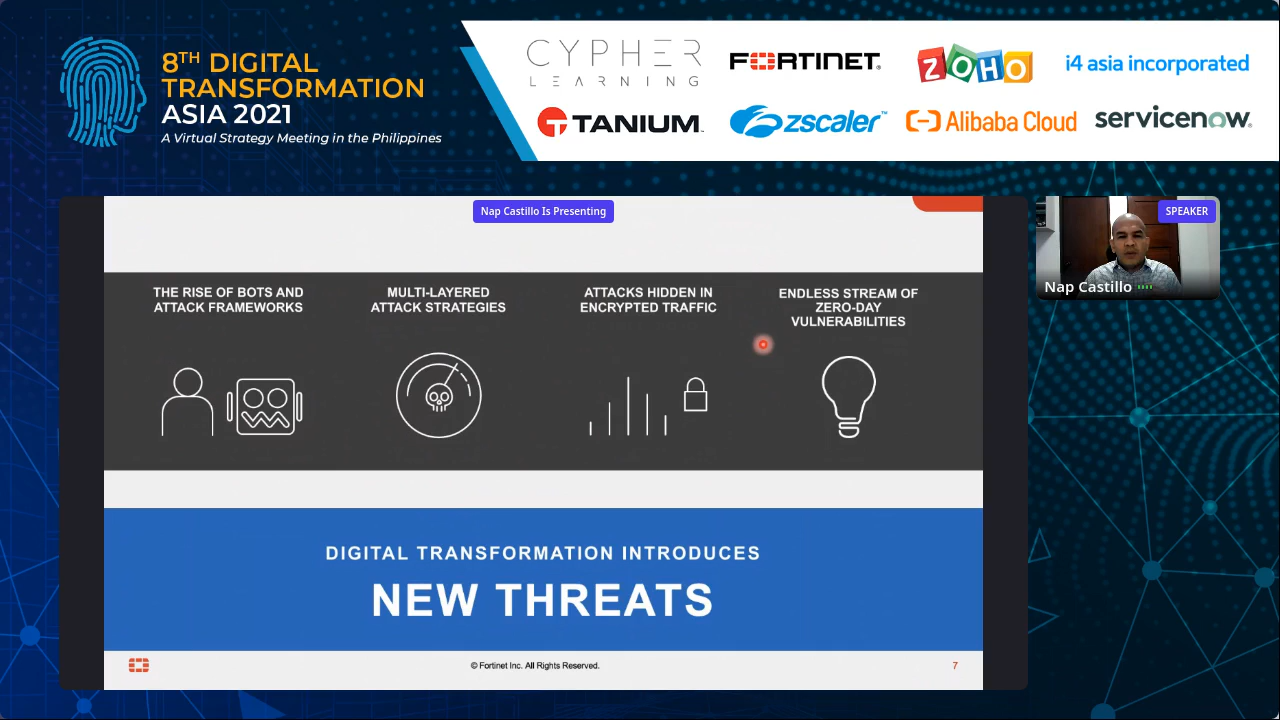 8TH DIGITAL
TRANSFORMATION
ASIA 2021
A Virtual Strategy Meeting in the Philippines
CYPHER
LEARNING
FORTINET®
ZOHO
i4 asia incorporated
TANIUM™
zscaler™
Alibaba Cloud
servicenow®
Nap Castillo Is Presenting
SPEAKER
Nap Castillo
THE RISE OF BOTS AND
ATTACK FRAMEWORKS
MULTI-LAYERED
ATTACK STRATEGIES
ATTACKS HIDDEN IN
ENCRYPTED TRAFFIC
ENDLESS STREAM OF
ZERO-DAY
VULNERABILITIES
DIGITAL TRANSFORMATION INTRODUCES
NEW THREATS
© Fortinet Inc. All Rights Reserved.
7